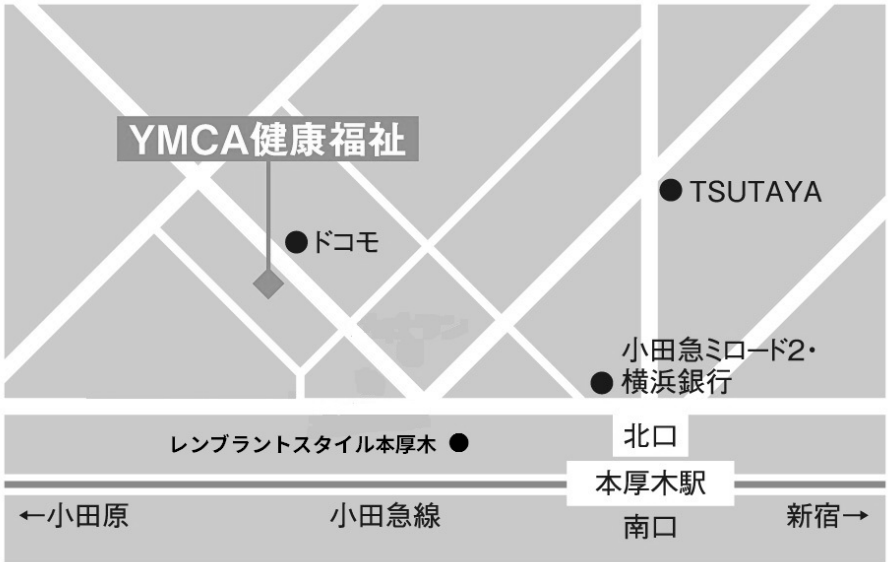 YMCA健康福祉
TSUTAYA
ドコモ
小田急ミロード2・
横浜銀行
レンブラントスタイル本厚木
北口
本厚木駅
←小田原
小田急線
南口
新宿→